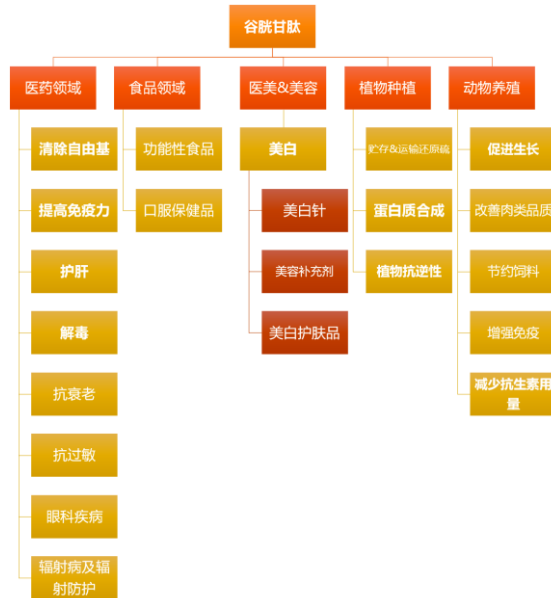 谷胱甘肽
医药领域
食品领域
医美&美容
植物种植
动物养殖
清除自由基
提高免疫力
护肝
解毒
抗衰老
抗过敏
眼科疾病
辐射病及辐
射防护
功能性食品
口服保健品
美白
美白针
美容补充剂
美白护肤品
贮存&运输还原硫
蛋白质合成
植物抗逆性
促进生长
改善肉类品质
节约饲料
增强免疫
减少抗生素用
量